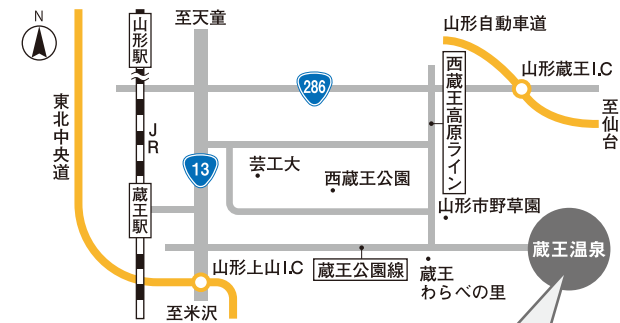 N
至天童
山形自動車道
山形駅
286
山形蔵王I.C
西蔵王高原ライン
東北中央道
JR
至仙台
13
芸工大
西蔵王公園
蔵王駅
山形市野草園
蔵王温泉
山形上山I.C
蔵王公園線
蔵王
わらべの里
至米沢